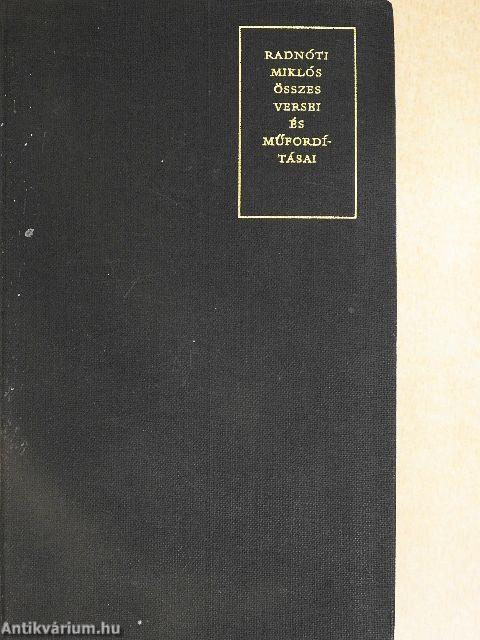 RADNÓTI
MIKLÓS
ÖSSZES
VERSEI
ÉS
MŰFORDÍ-
TÁSAI
Antikvárium.hu